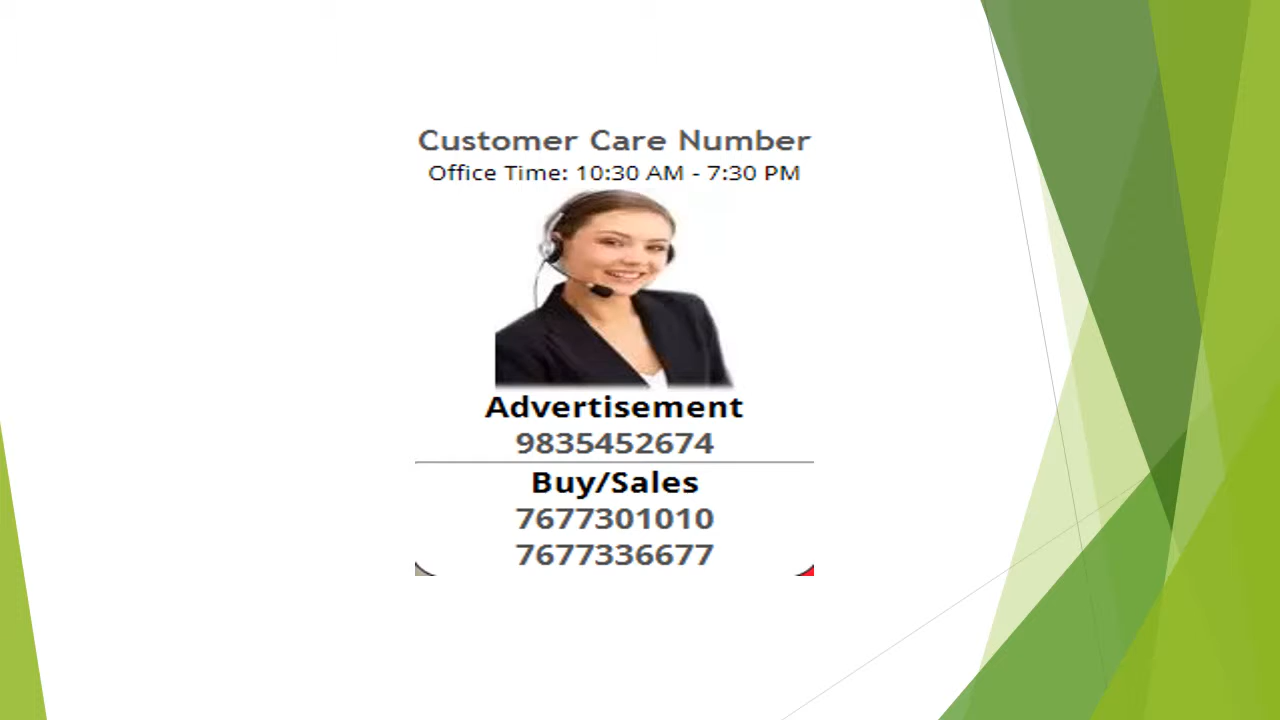 Customer Care Number
Office Time: 10:30 AM - 7:30 PM
Advertisement
9835452674
Buy/Sales
7677301010
7677336677